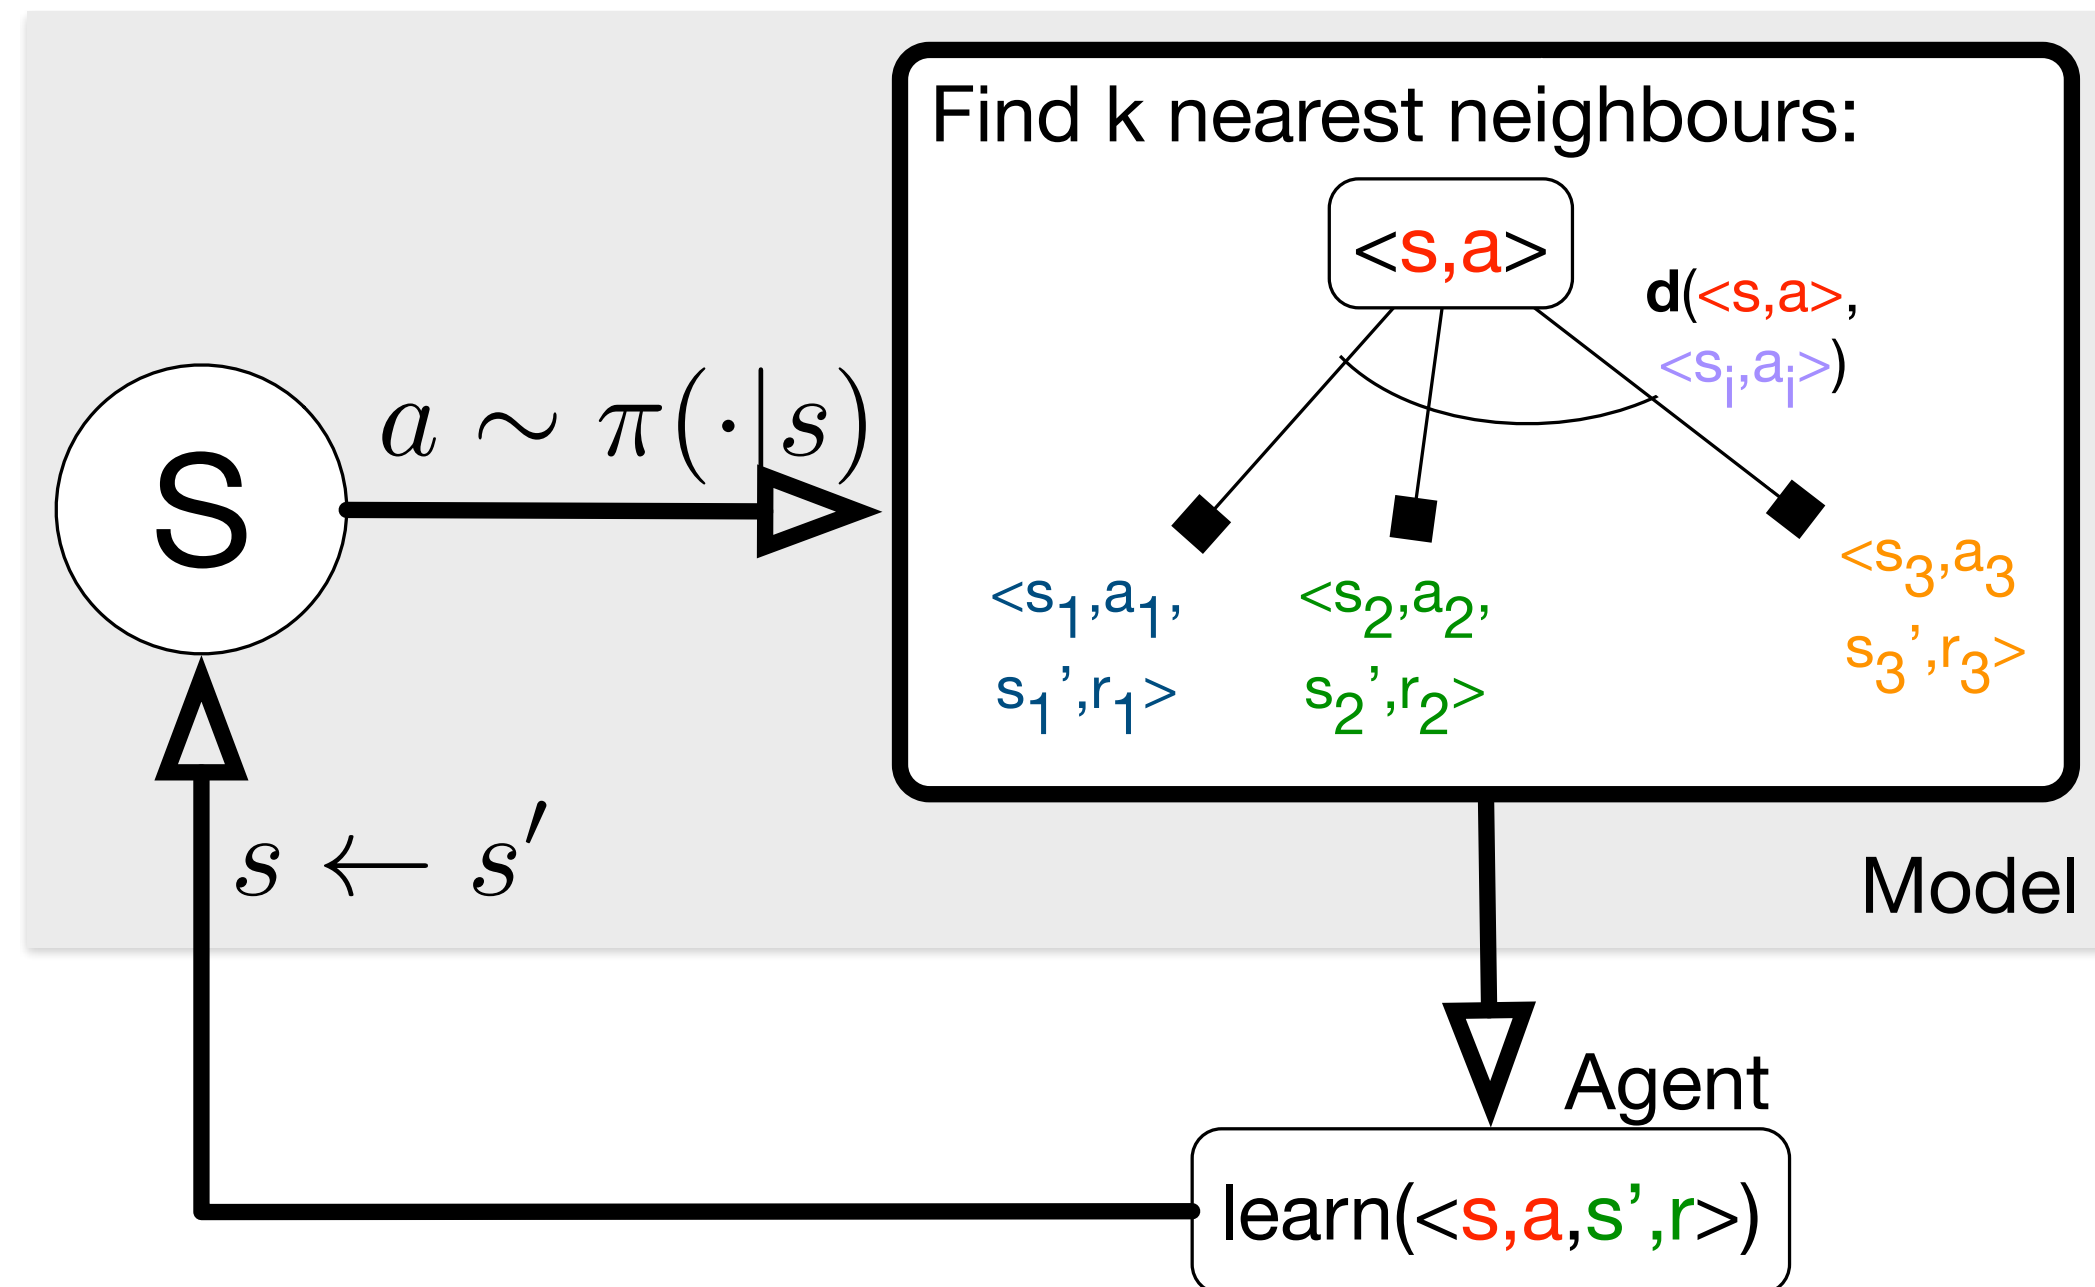 Find k nearest neighbours:
<s,a>
d(<s,a>,
<sᵢ,aᵢ>)
a ∼ π(·|s)
S
<s₁,a₁,
s₁’,r₁>
<s₂,a₂,
s₂’,r₂>
<s₃,a₃
s₃’,r₃>
s ← s′
Model
Agent
learn(<s,a,s’,r>)